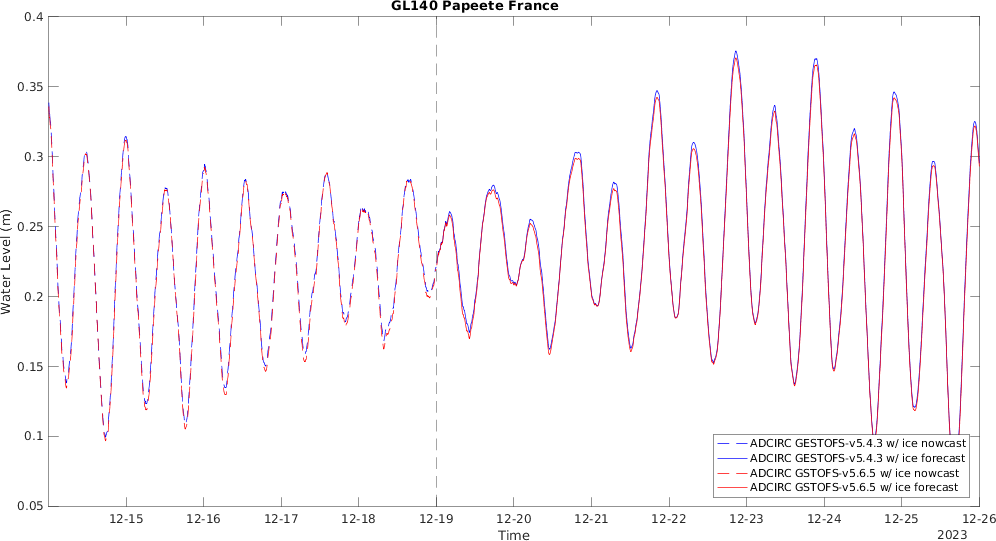 GL140 Papeete France
0.4
0.35
0.3
0.25
0.2
0.15
0.1
0.05
Water Level (m)
ADCIRC GESTOFS-v5.4.3 w/ ice nowcast
ADCIRC GESTOFS-v5.4.3 w/ ice forecast
ADCIRC GSTOFS-v5.6.5 w/ ice nowcast
ADCIRC GSTOFS-v5.6.5 w/ ice forecast
12-15 12-16 12-17 12-18 12-19 12-20 12-21 12-22 12-23 12-24 12-25 12-26
Time
2023